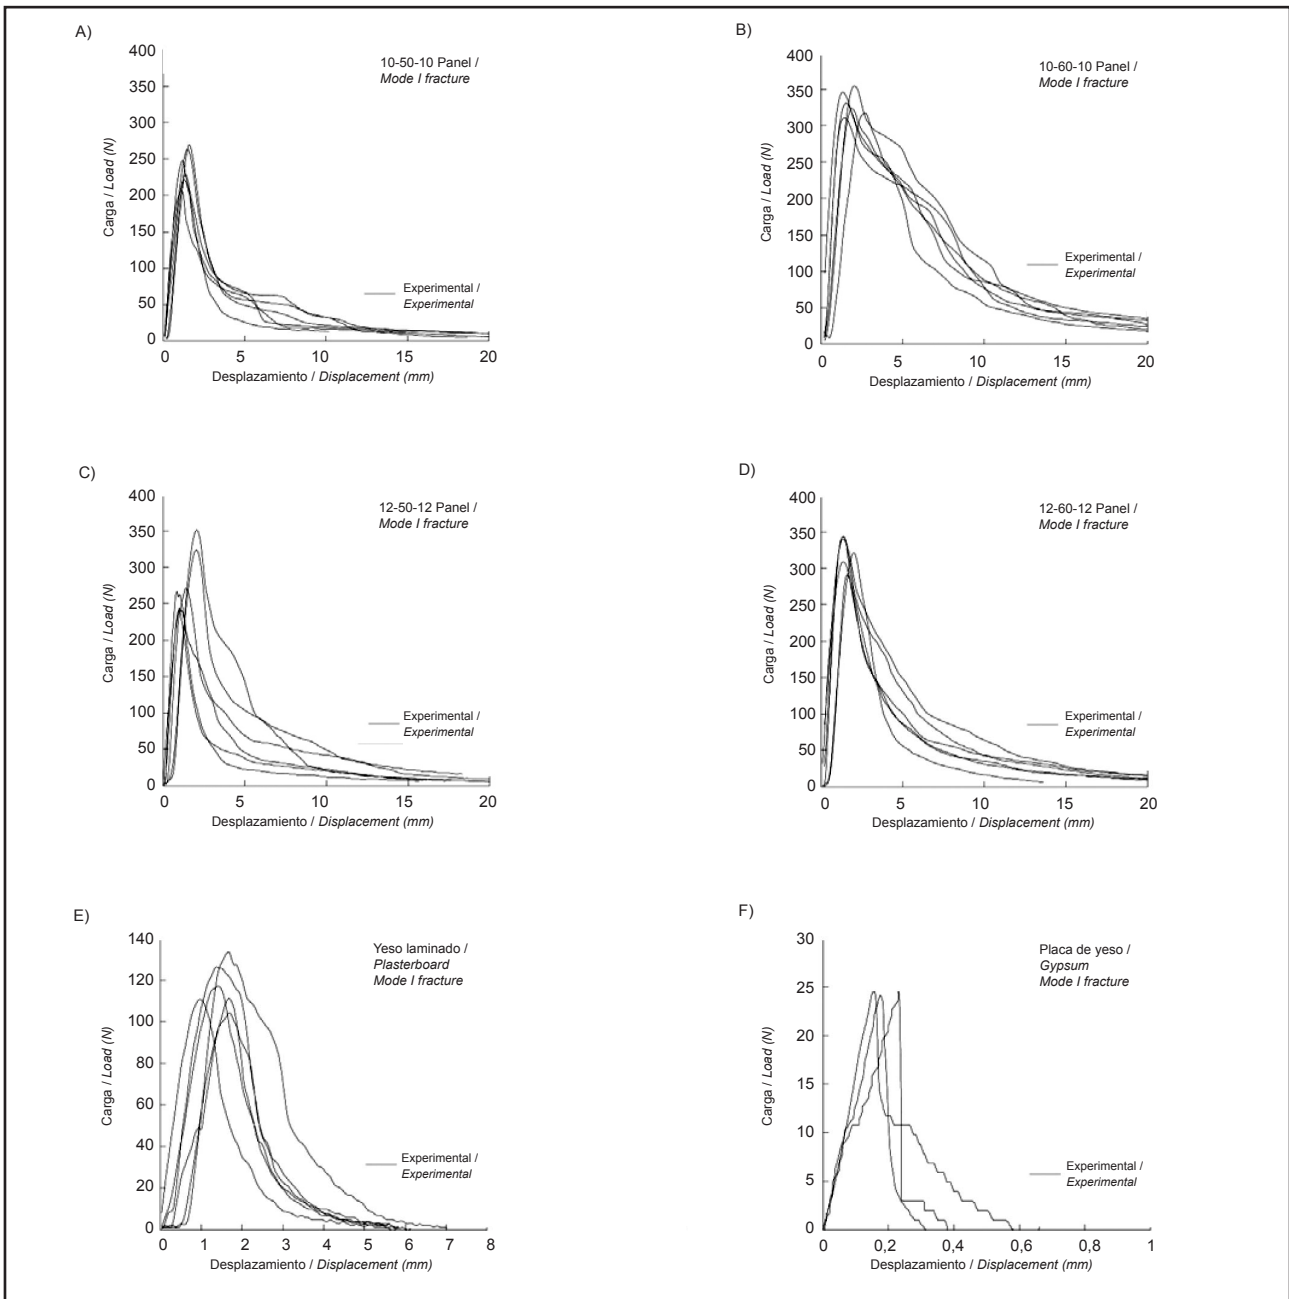 A)
10-50-10 Panel /
Mode I fracture
400
350
300
250
200
150
100
50
0
Carga / Load (N)
Experimental /
Experimental
0 5 10 15 20
Desplazamiento / Displacement (mm)
B)
10-60-10 Panel /
Mode I fracture
400
350
300
250
200
150
100
50
0
Carga / Load (N)
Experimental /
Experimental
0 5 10 15 20
Desplazamiento / Displacement (mm)
C)
12-50-12 Panel /
Mode I fracture
400
350
300
250
200
150
100
50
0
Carga / Load (N)
Experimental /
Experimental
0 5 10 15 20
Desplazamiento / Displacement (mm)
D)
12-60-12 Panel /
Mode I fracture
400
350
300
250
200
150
100
50
0
Carga / Load (N)
Experimental /
Experimental
0 5 10 15 20
Desplazamiento / Displacement (mm)
E)
Yeso laminado /
Plasterboard
Mode I fracture
140
120
100
80
60
40
20
0
Carga / Load (N)
Experimental /
Experimental
0 1 2 3 4 5 6 7 8
Desplazamiento / Displacement (mm)
F)
Placa de yeso /
Gypsum
Mode I fracture
30
25
20
15
10
5
0
Carga / Load (N)
Experimental /
Experimental
0 0,2 0,4 0,6 0,8 1
Desplazamiento / Displacement (mm)